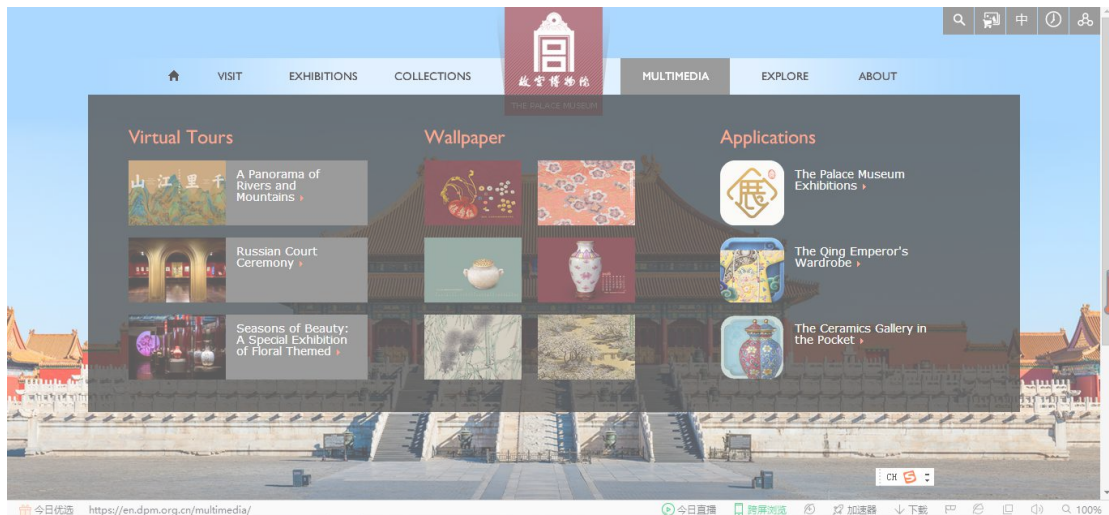 中
VISIT
EXHIBITIONS
COLLECTIONS
故宫博物院
THE PALACE MUSEUM
MULTIMEDIA
EXPLORE
ABOUT
Virtual Tours
山江里千
A Panorama of
Rivers and
Mountains
Russian Court
Ceremony
Seasons of Beauty:
A Special Exhibition
of Floral Themed
Wallpaper
Applications
展
The Palace Museum
Exhibitions
The Qing Emperor's
Wardrobe
The Ceramics Gallery in
the Pocket
CH
今日优选 https://en.dpm.org.cn/multimedia/ 今日直播 跨屏浏览 加速器 下载 100%